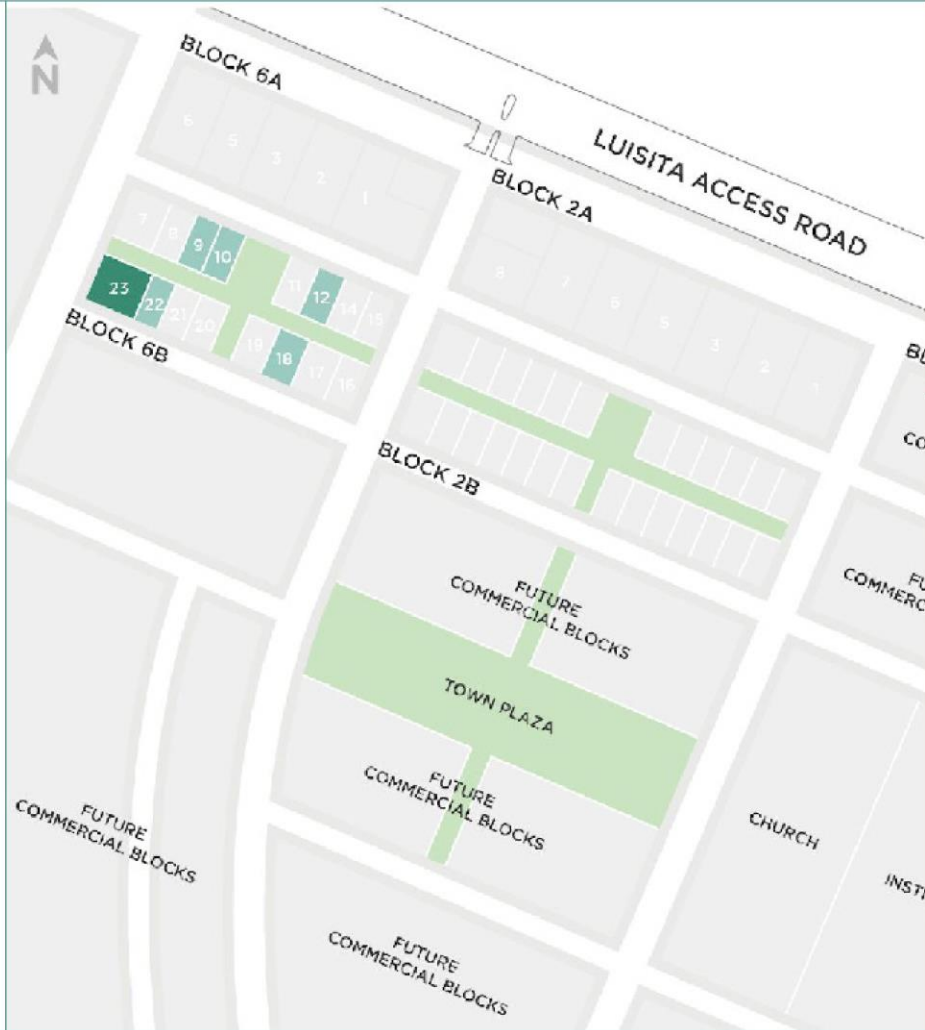 N
BLOCK 6A
6
5
3
2
1
LUISITA ACCESS ROAD
BLOCK 2A
8
7
6
5
3
2
1
7
8
9
10
11
12
14
15
23
22
21
20
19
18
17
16
BLOCK 6B
BLOCK 2B
FUTURE
COMMERCIAL BLOCKS
TOWN PLAZA
FUTURE
COMMERCIAL BLOCKS
CHURCH
FUTURE
COMMERCIAL BLOCKS
FUTURE
COMMERCIAL BLOCKS